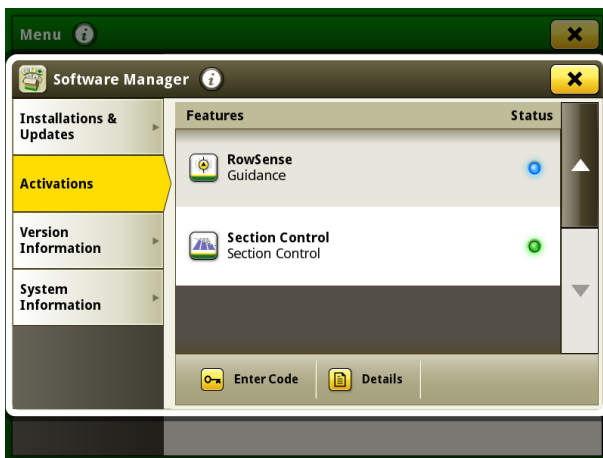 Menu
Software Manager
Installations &
Updates
Activations
Version
Information
System
Information
Features Status
RowSense
Guidance
Section Control
Section Control
Enter Code Details